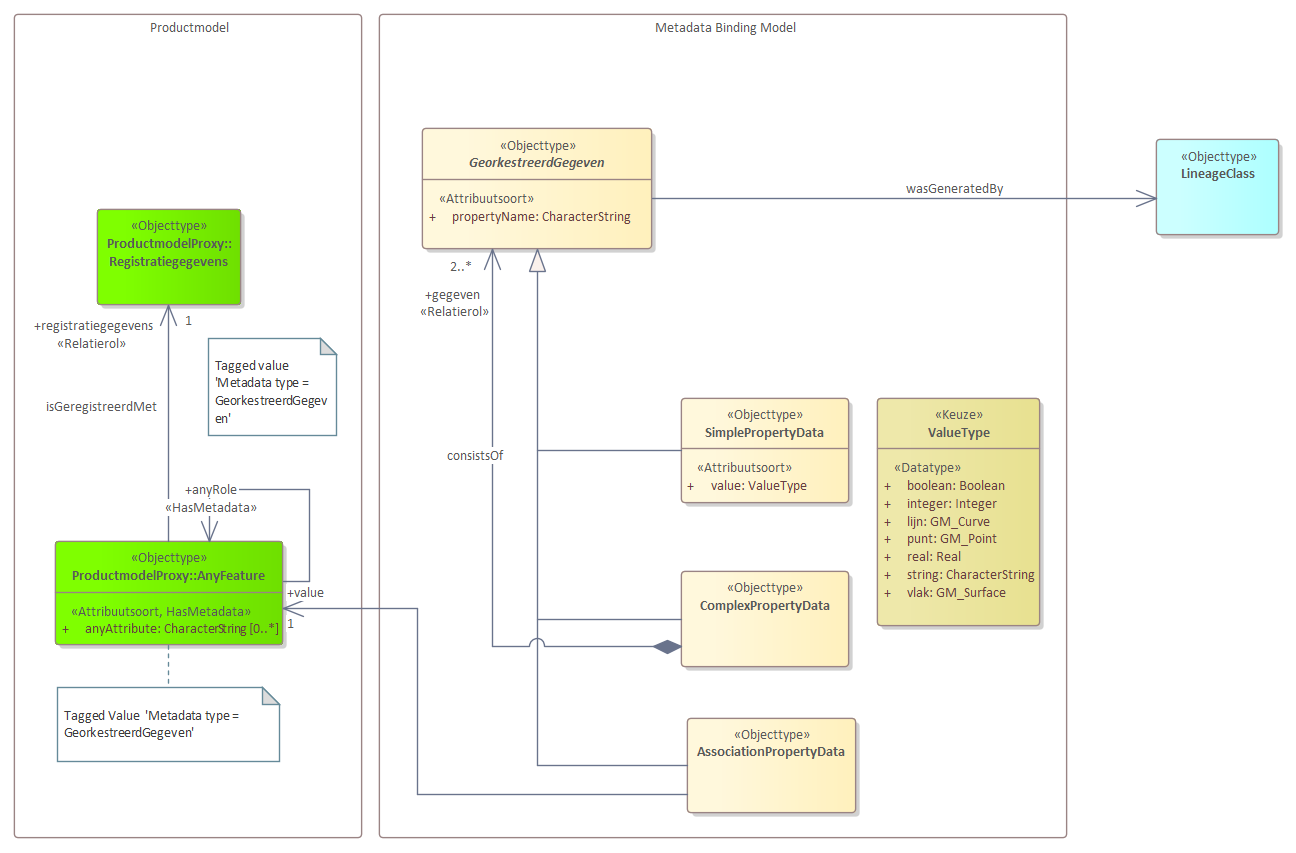 Productmodel
Metadata Binding Model
«Objecttype»
GeorkestreerdGegeven
«Attribuutsoort»
+ propertyName: CharacterString
wasGeneratedBy
«Objecttype»
LineageClass
«Objecttype»
ProductmodelProxy::
Registratiegegevens
+registratiegegevens
«Relatierol»
1
isGeregistreerdMet
Tagged value
'Metadata type =
GeorkestreerdGegev
en'
2..*
+gegeven
«Relatierol»
consistsOf
«Objecttype»
SimplePropertyData
«Attribuutsoort»
+ value: ValueType
«Keuze»
ValueType
«Datatype»
+ boolean: Boolean
+ integer: Integer
+ lijn: GM_Curve
+ punt: GM_Point
+ real: Real
+ string: CharacterString
+ vlak: GM_Surface
+anyRole
«HasMetadata»
«Objecttype»
ProductmodelProxy::AnyFeature
«Attribuutsoort, HasMetadata»
+ anyAttribute: CharacterString [0..*]
+value
1
«Objecttype»
ComplexPropertyData
Tagged Value 'Metadata type =
GeorkestreerdGegeven'
«Objecttype»
AssociationPropertyData